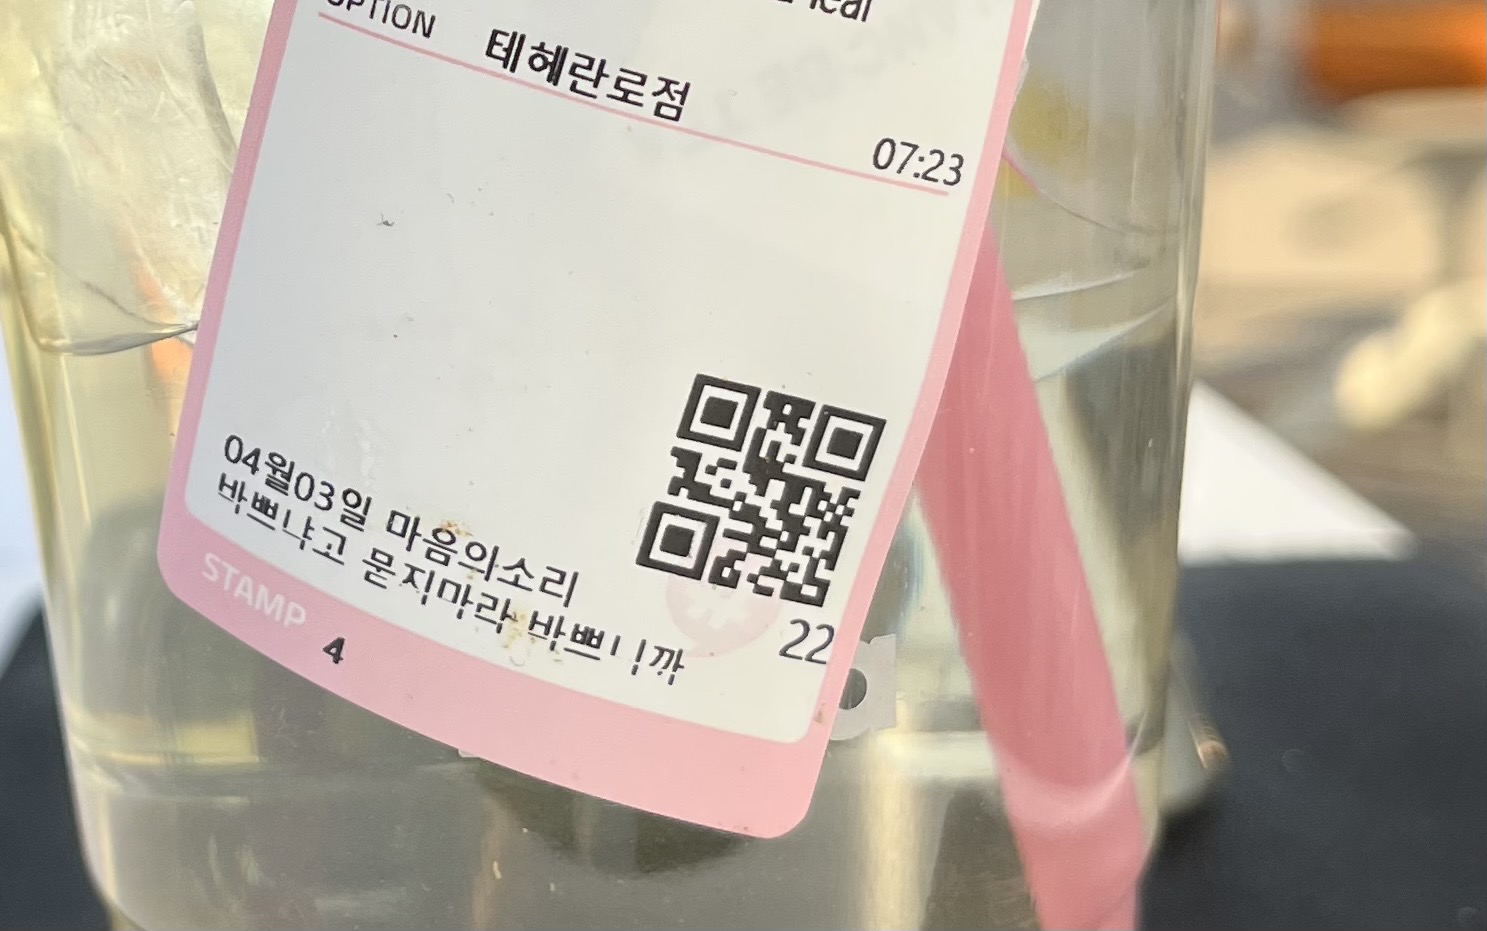 OPTION 테헤란로점
07:23
04월03일 마음의소리
바쁘냐고 묻지마라 바쁘니까
22
STAMP
4